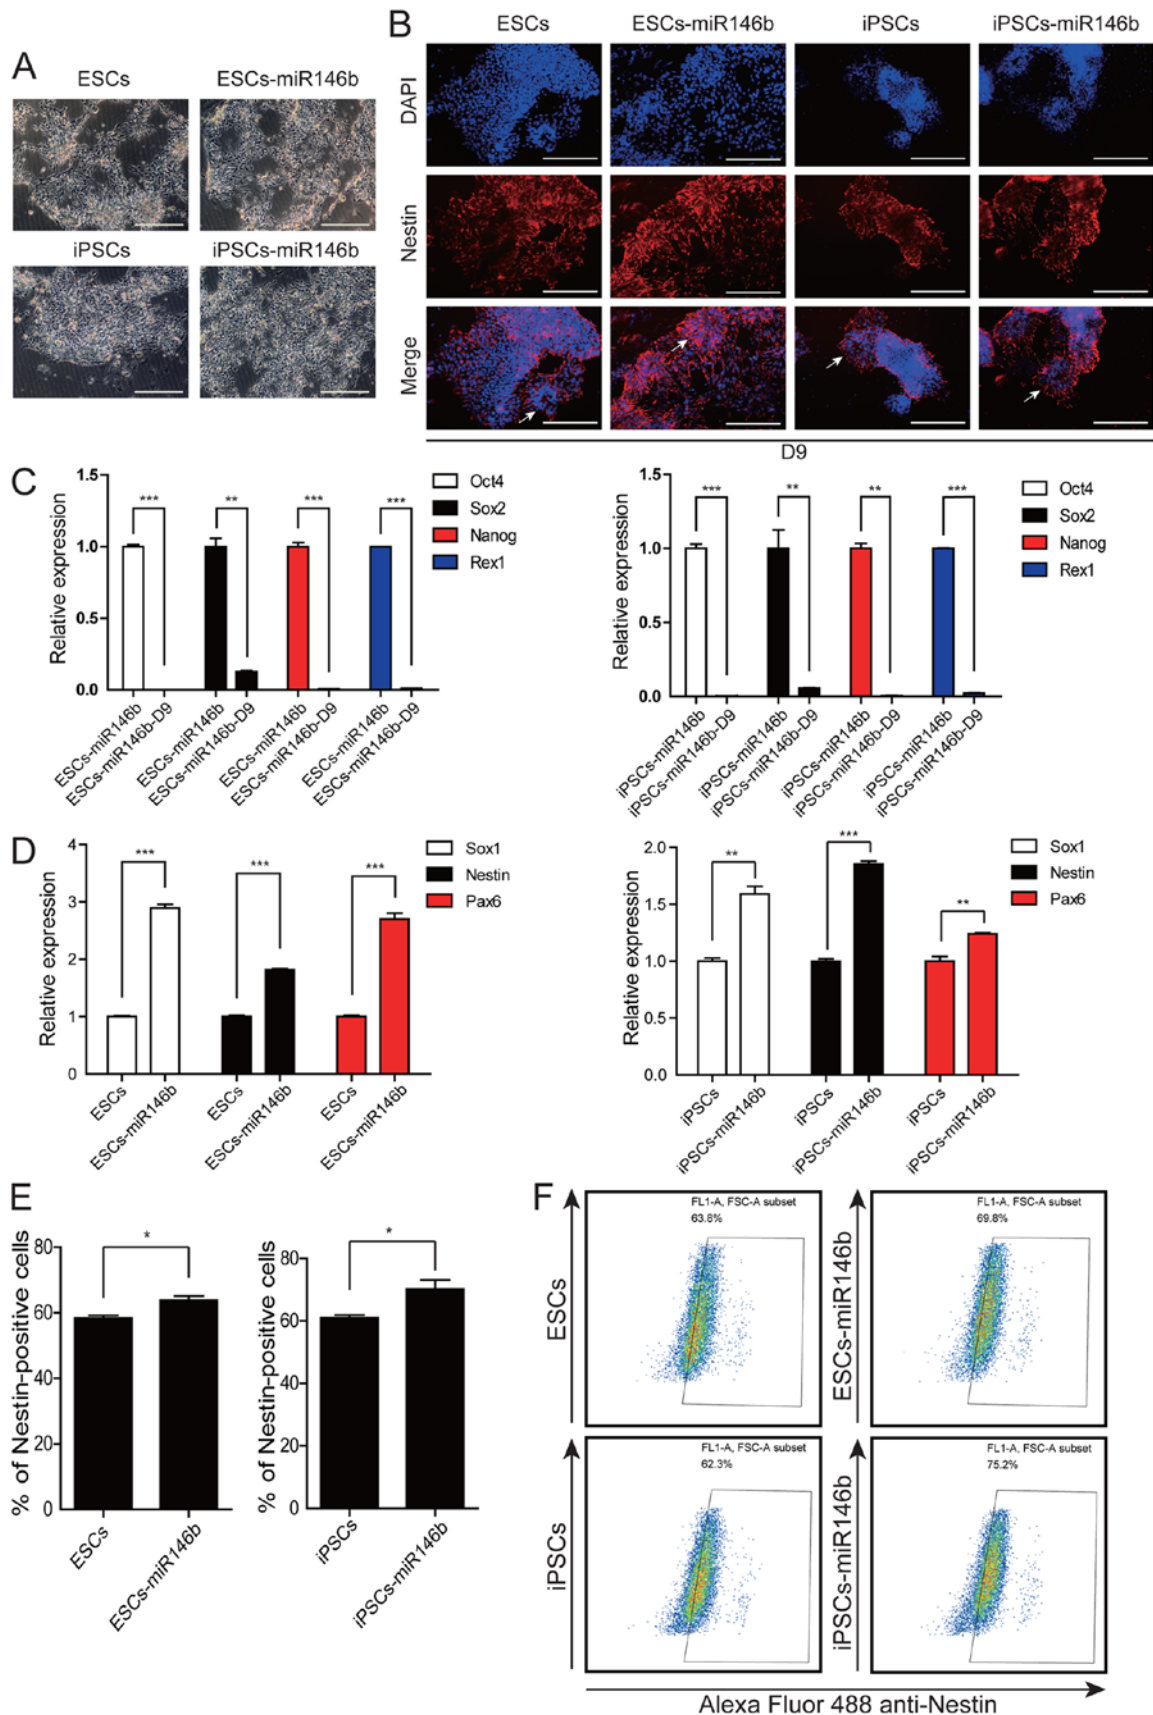 A
ESCs
ESCs-miR146b
iPSCs
iPSCs-miR146b
B
ESCs
ESCs-miR146b
iPSCs
iPSCs-miR146b
DAPI
Nestin
Merge
D9
C
Relative expression
1.5
1.0
0.5
0.0
***
**
***
***
Oct4
Sox2
Nanog
Rex1
ESCs-miR146b
ESCs-miR146b-D9
ESCs-miR146b
ESCs-miR146b-D9
ESCs-miR146b
ESCs-miR146b-D9
ESCs-miR146b
ESCs-miR146b-D9
Relative expression
1.5
1.0
0.5
0.0
***
**
**
***
Oct4
Sox2
Nanog
Rex1
iPSCs-miR146b
iPSCs-miR146b-D9
iPSCs-miR146b
iPSCs-miR146b-D9
iPSCs-miR146b
iPSCs-miR146b-D9
iPSCs-miR146b
iPSCs-miR146b-D9
D
Relative expression
4
3
2
1
0
***
***
***
Sox1
Nestin
Pax6
ESCs
ESCs-miR146b
ESCs
ESCs-miR146b
ESCs
ESCs-miR146b
Relative expression
2.0
1.5
1.0
0.5
0.0
**
***
**
Sox1
Nestin
Pax6
iPSCs
iPSCs-miR146b
iPSCs
iPSCs-miR146b
iPSCs
iPSCs-miR146b
E
% of Nestin-positive cells
80
60
40
20
0
*
ESCs
ESCs-miR146b
% of Nestin-positive cells
80
60
40
20
0
*
iPSCs
iPSCs-miR146b
F
ESCs
FL1-A, FSC-A subset
63.8%
ESCs-miR146b
FL1-A, FSC-A subset
69.8%
iPSCs
FL1-A, FSC-A subset
62.3%
iPSCs-miR146b
FL1-A, FSC-A subset
75.2%
Alexa Fluor 488 anti-Nestin